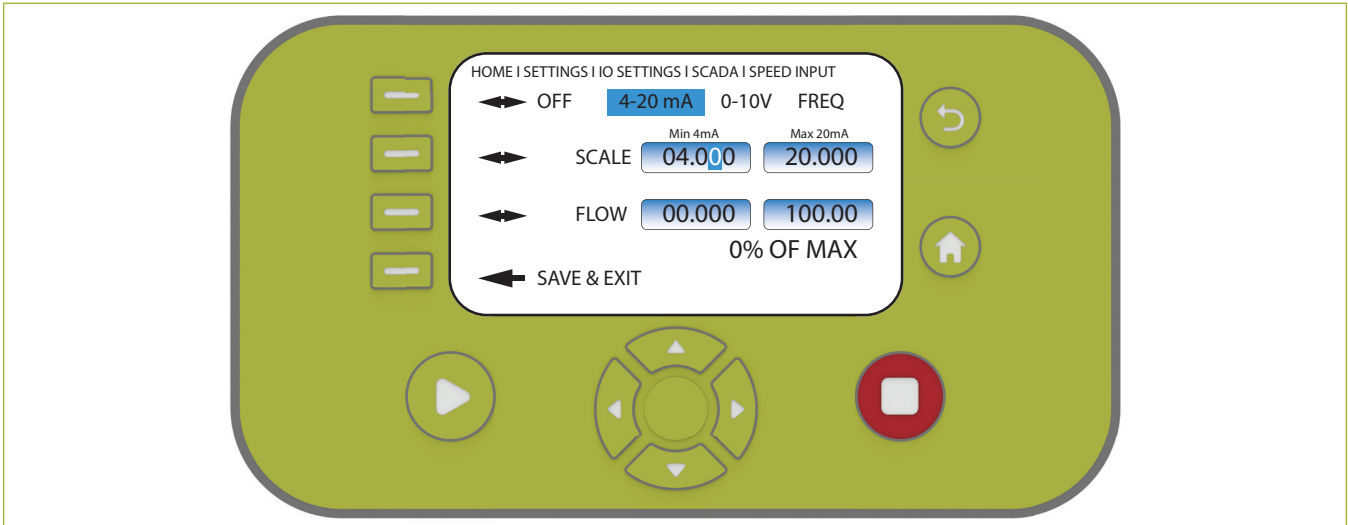 HOME I SETTINGS I IO SETTINGS I SCADA I SPEED INPUT
OFF 4-20 mA 0-10V FREQ
Min 4mA Max 20mA
SCALE 04.000 20.000
FLOW 00.000 100.00
0% OF MAX
SAVE & EXIT